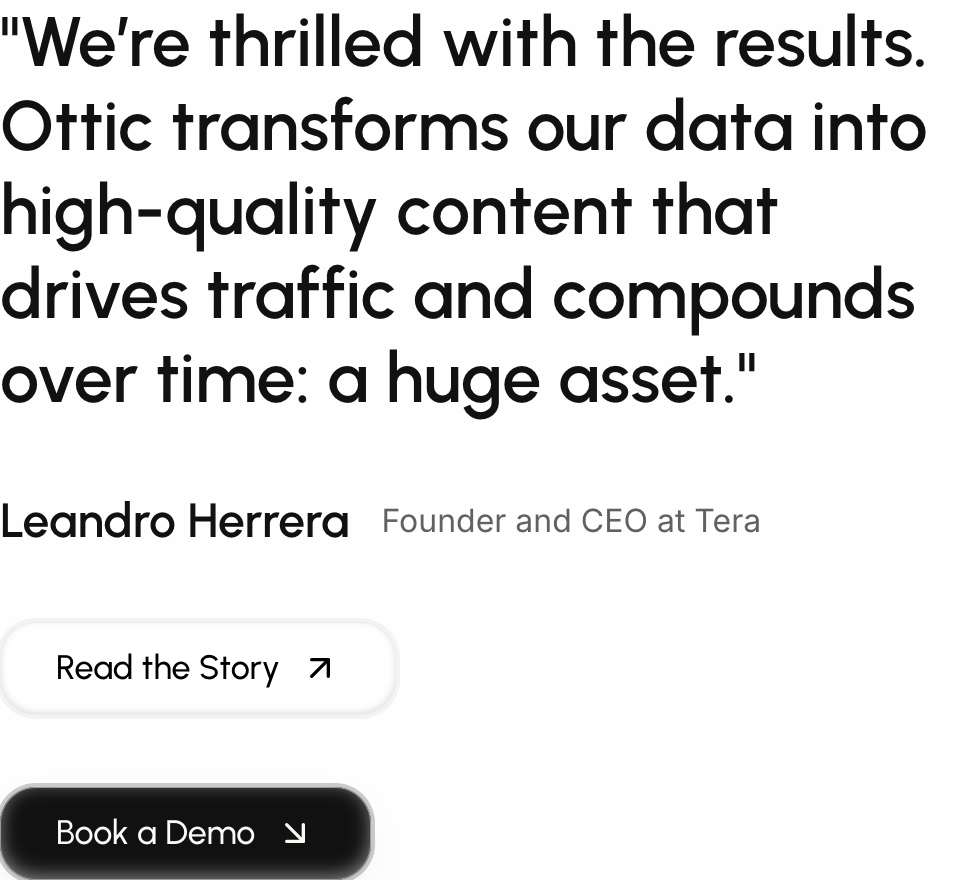 "We’re thrilled with the results.
Ottic transforms our data into
high-quality content that
drives traffic and compounds
over time: a huge asset."
Leandro Herrera Founder and CEO at Tera
Read the Story
Book a Demo